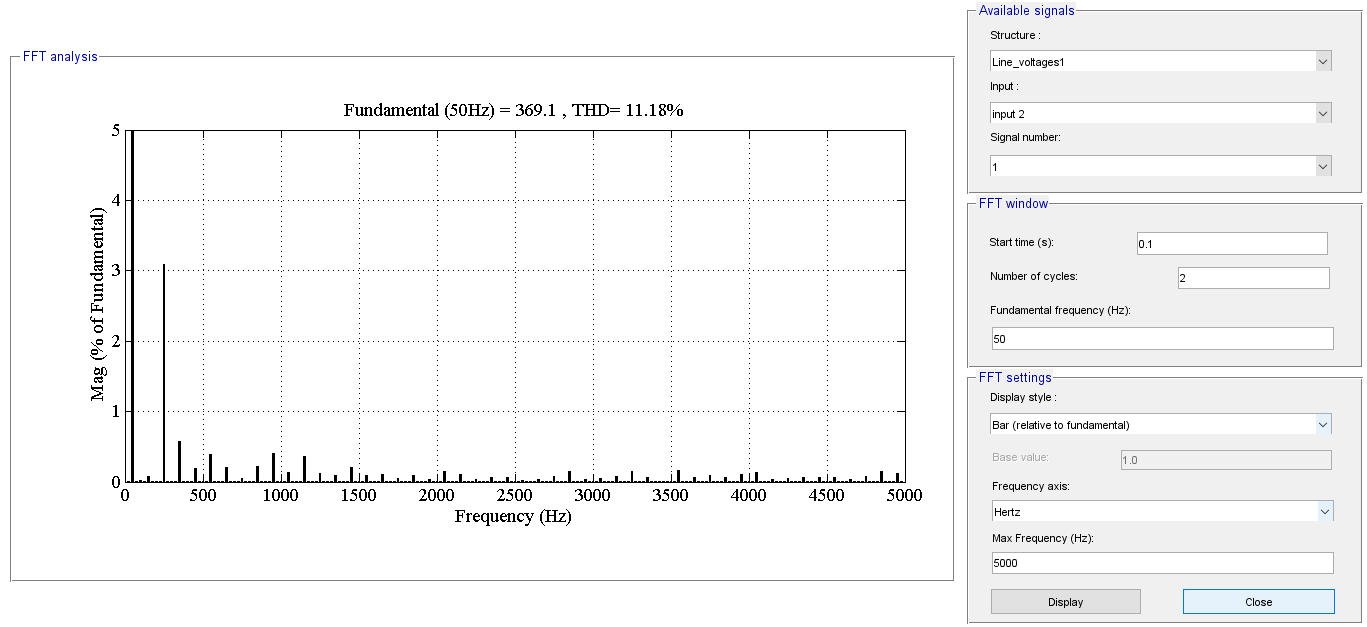 FFT analysis
Fundamental (50Hz) = 369.1 , THD= 11.18%
Mag (% of Fundamental)
5
4
3
2
1
0
0 500 1000 1500 2000 2500 3000 3500 4000 4500 5000
Frequency (Hz)
Available signals
Structure :
Line_voltages1
Input :
input 2
Signal number:
1
FFT window
Start time (s):
0.1
Number of cycles:
2
Fundamental frequency (Hz):
50
FFT settings
Display style :
Bar (relative to fundamental)
Base value:
1.0
Frequency axis:
Hertz
Max Frequency (Hz):
5000
Display
Close